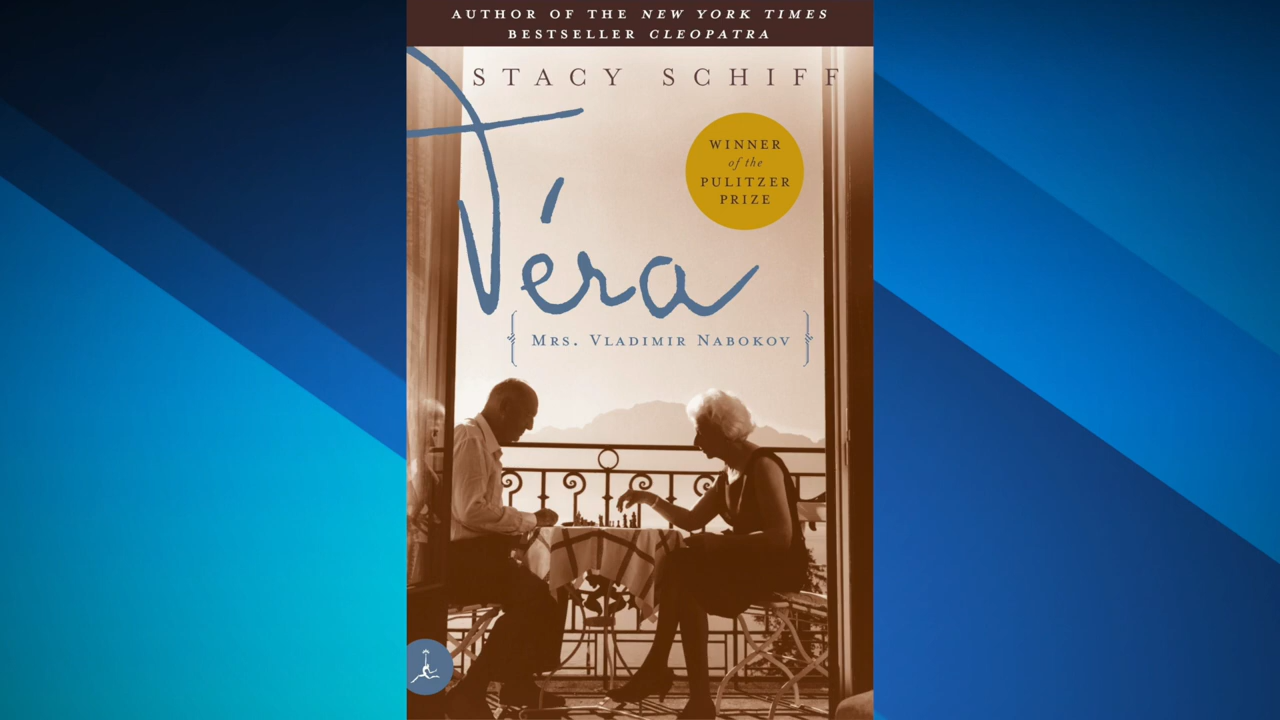 AUTHOR OF THE NEW YORK TIMES
BESTSELLER CLEOPATRA
STACY SCHIFF
WINNER
of the
PULITZER
PRIZE
Véra
MRS. VLADIMIR NABOKOV